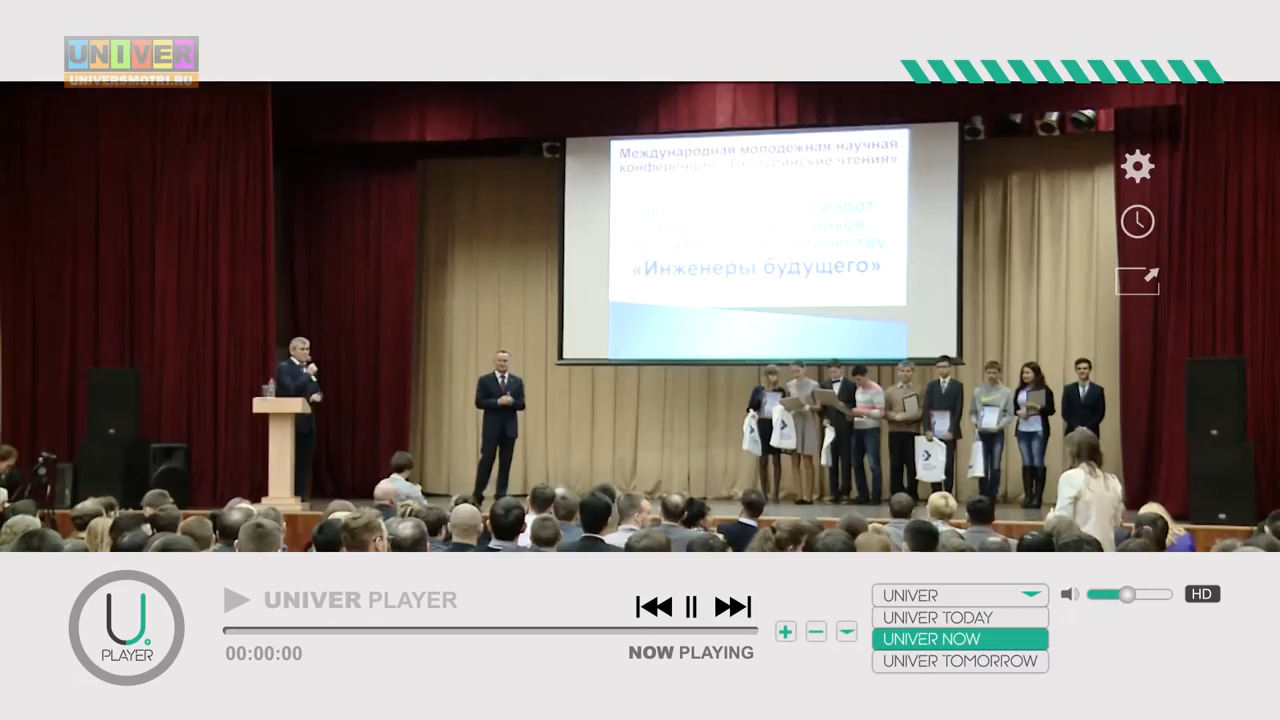 UNIVER
UNIVERSMOTRI.RU
Международная молодежная научная
чтения»
«Инженеры будущего»
UNIVER PLAYER
00:00:00
NOW PLAYING
U.
PLAYER
UNIVER
UNIVER TODAY
UNIVER NOW
UNIVER TOMORROW
HD